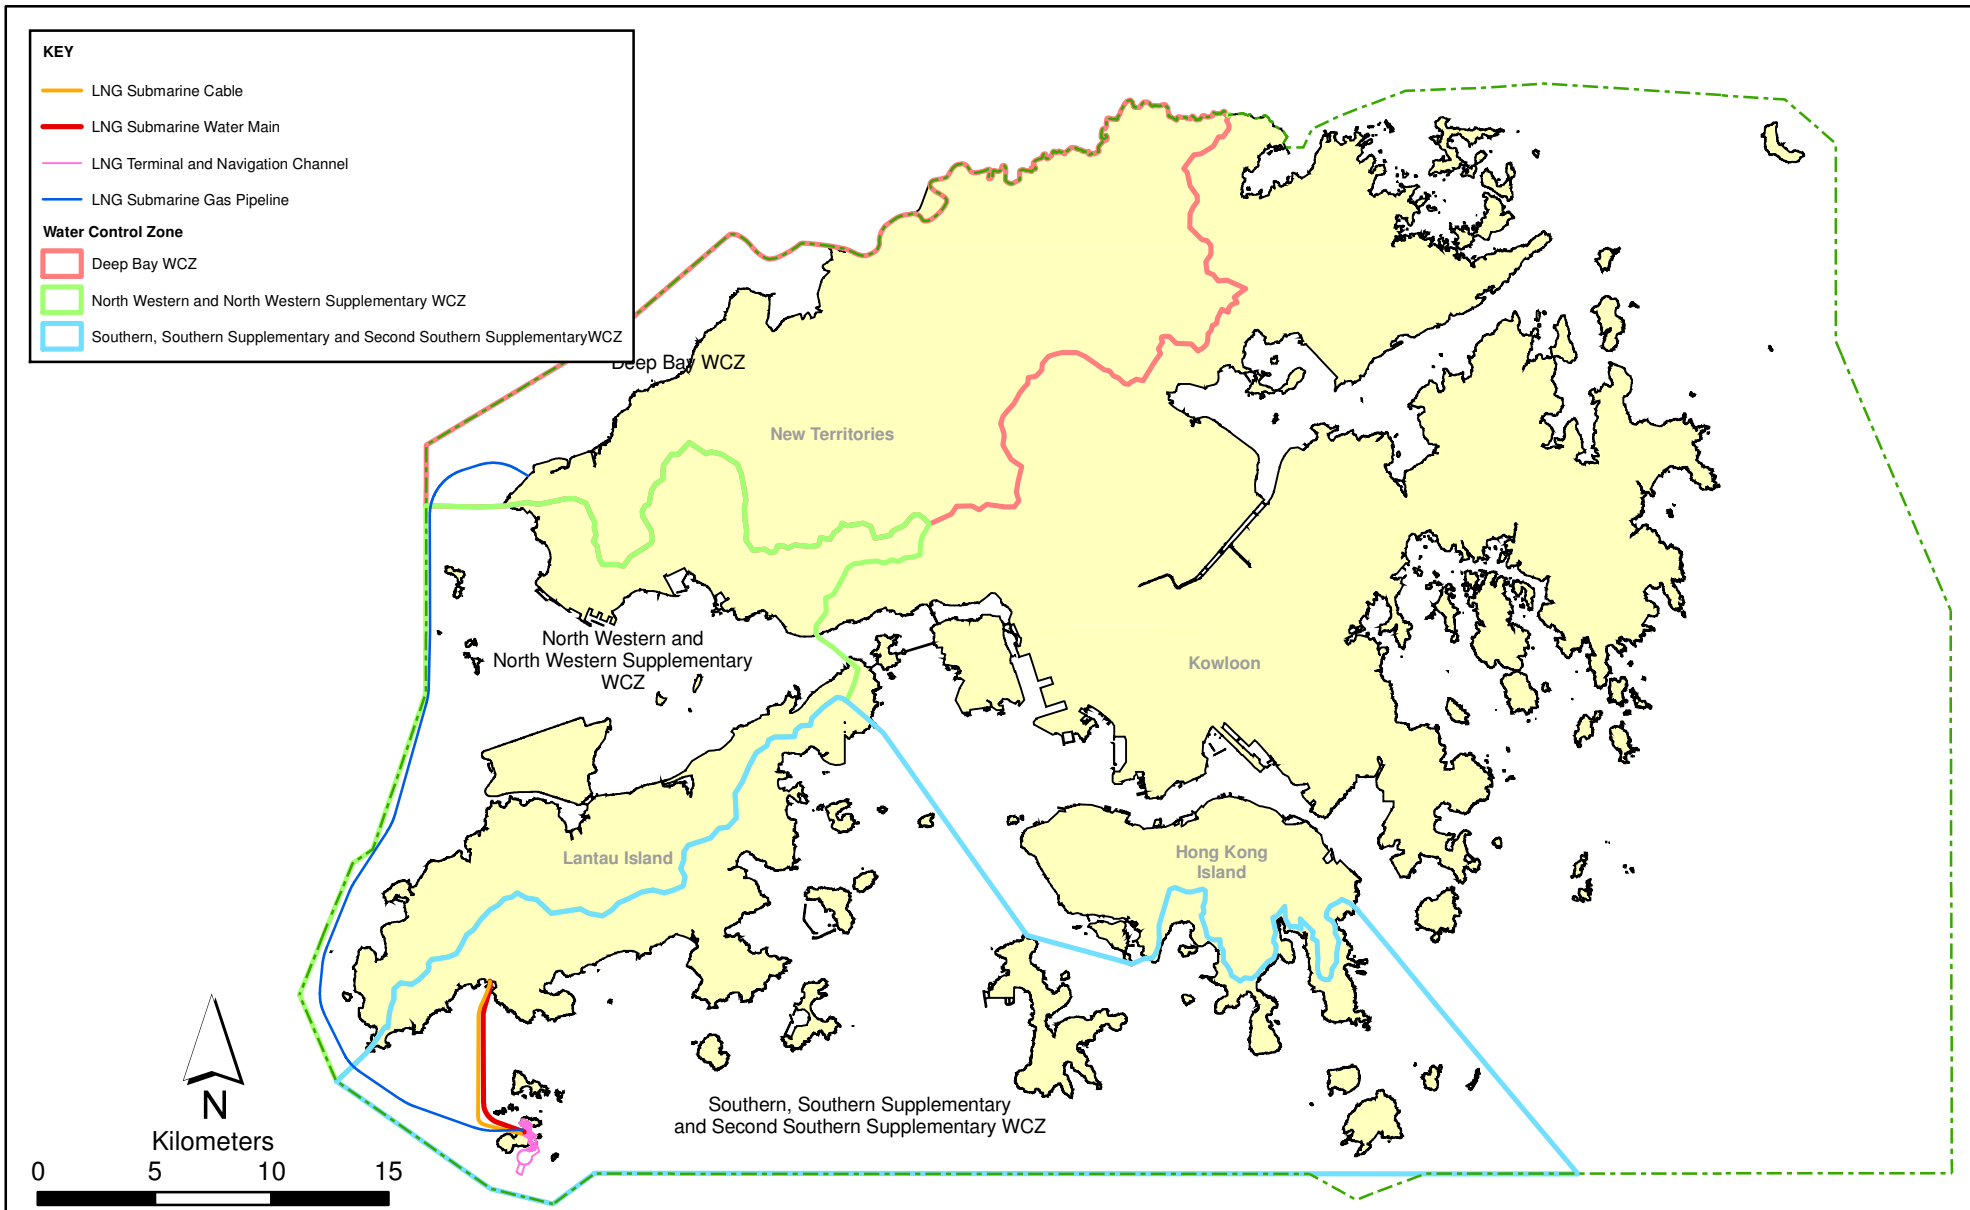 KEY
LNG Submarine Cable
LNG Submarine Water Main
LNG Terminal and Navigation Channel
LNG Submarine Gas Pipeline
Water Control Zone
Deep Bay WCZ
North Western and North Western Supplementary WCZ
Southern, Southern Supplementary and Second Southern SupplementaryWCZ
Deep Bay WCZ
New Territories
North Western and
North Western Supplementary
WCZ
Kowloon
Lantau Island
Hong Kong
Island
Southern, Southern Supplementary
and Second Southern Supplementary WCZ
N
Kilometers
0 5 10 15